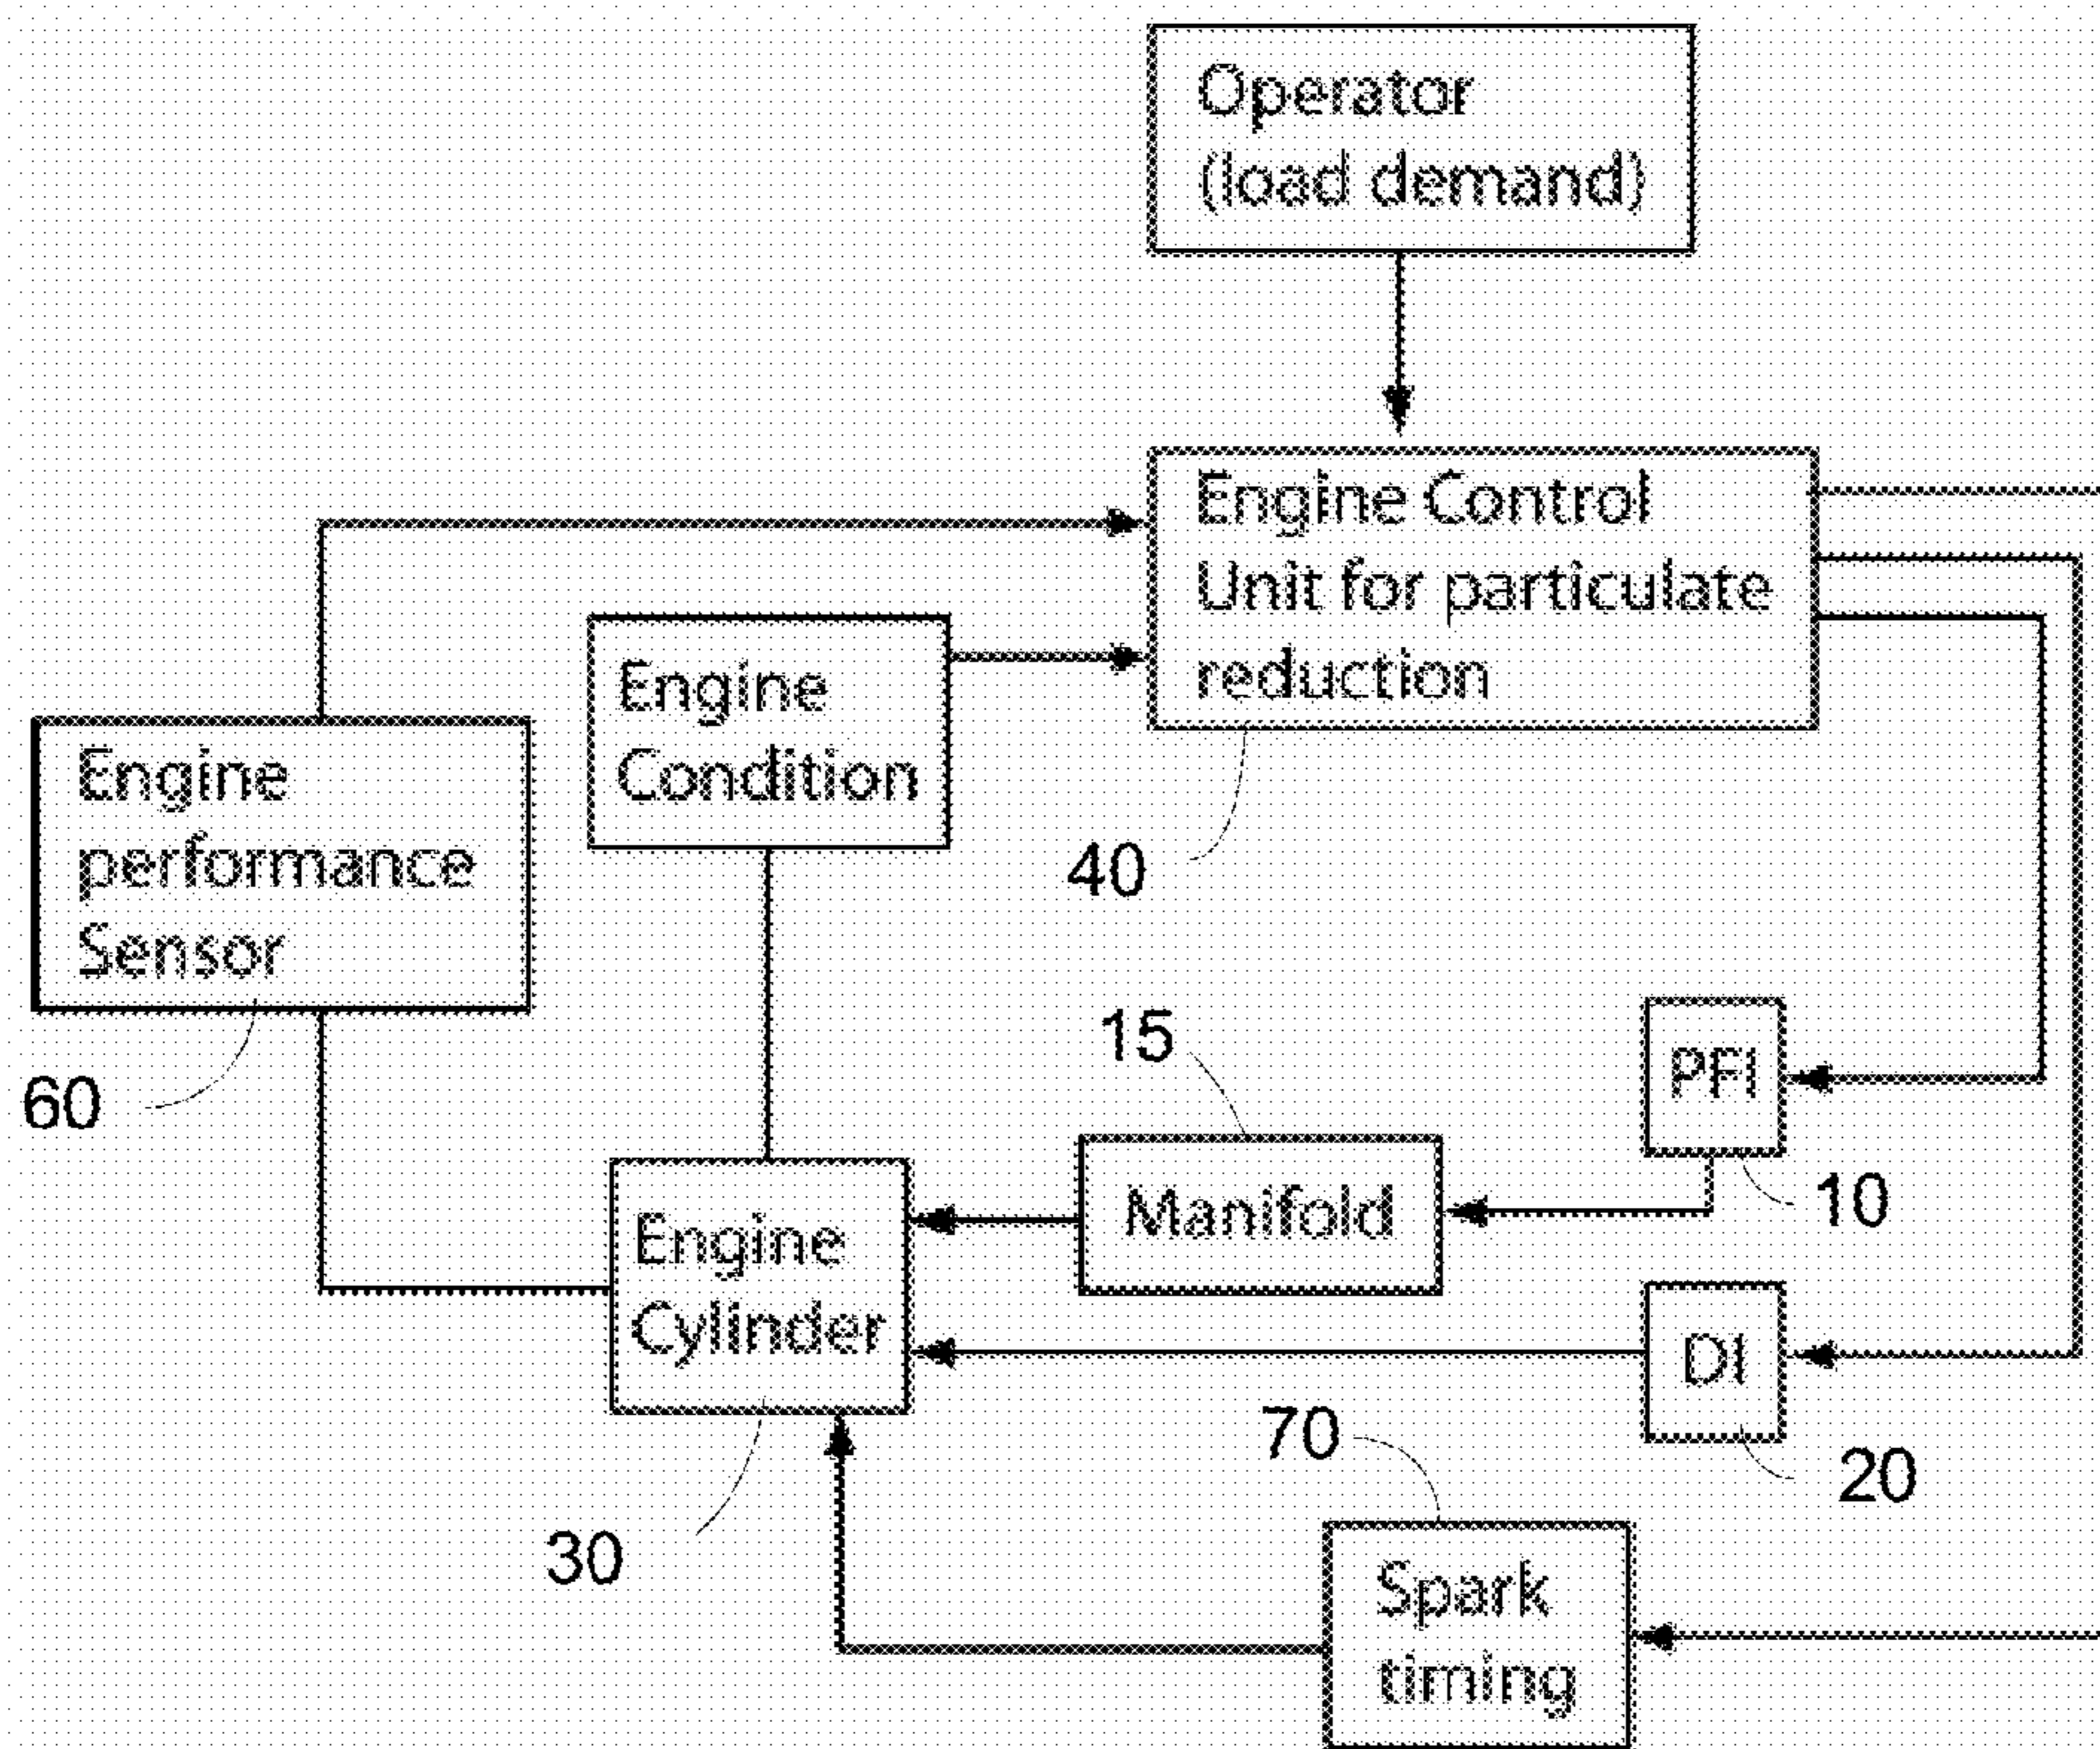 Operator
(load demand)
Engine Control
Unit for particulate
reduction
40
Engine
Condition
Engine
performance
Sensor
60
15
PFI
10
Manifold
Engine
Cylinder
30
DI
20
70
Spark
timing